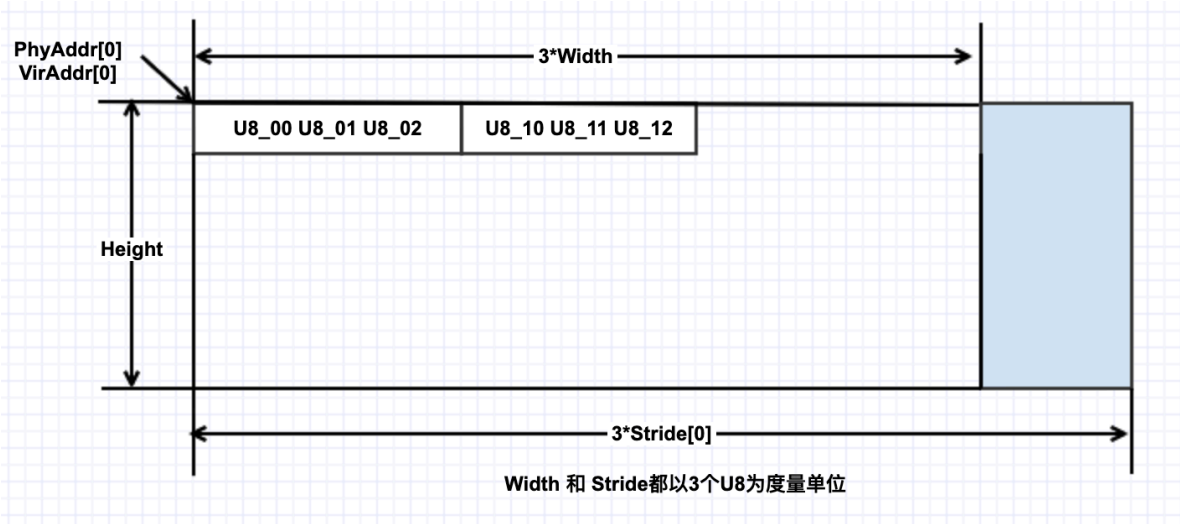 PhyAddr[0]
VirAddr[0]
3*Width
U8_00 U8_01 U8_02
U8_10 U8_11 U8_12
Height
3*Stride[0]
Width 和 Stride都以3个U8为度量单位